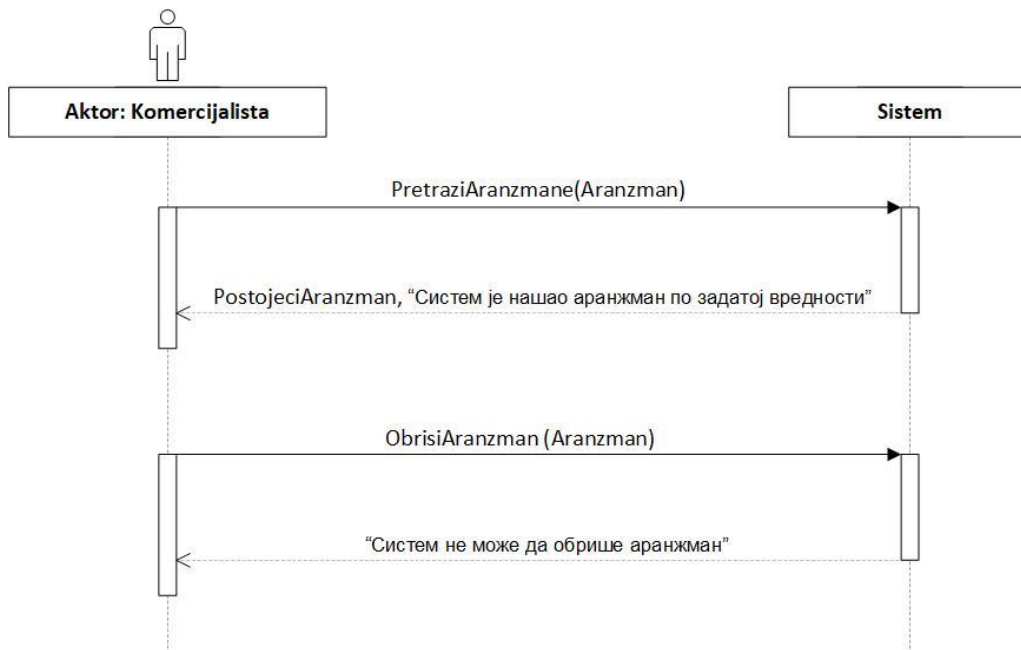 Aktor: Komercijalista
Sistem
PretraziAranzmane(Aranzman)
PostojeciAranzman, “Систем је нашао аранжман по задатој вредности”
ObrisiAranzman (Aranzman)
“Систем не може да обрише аранжман”